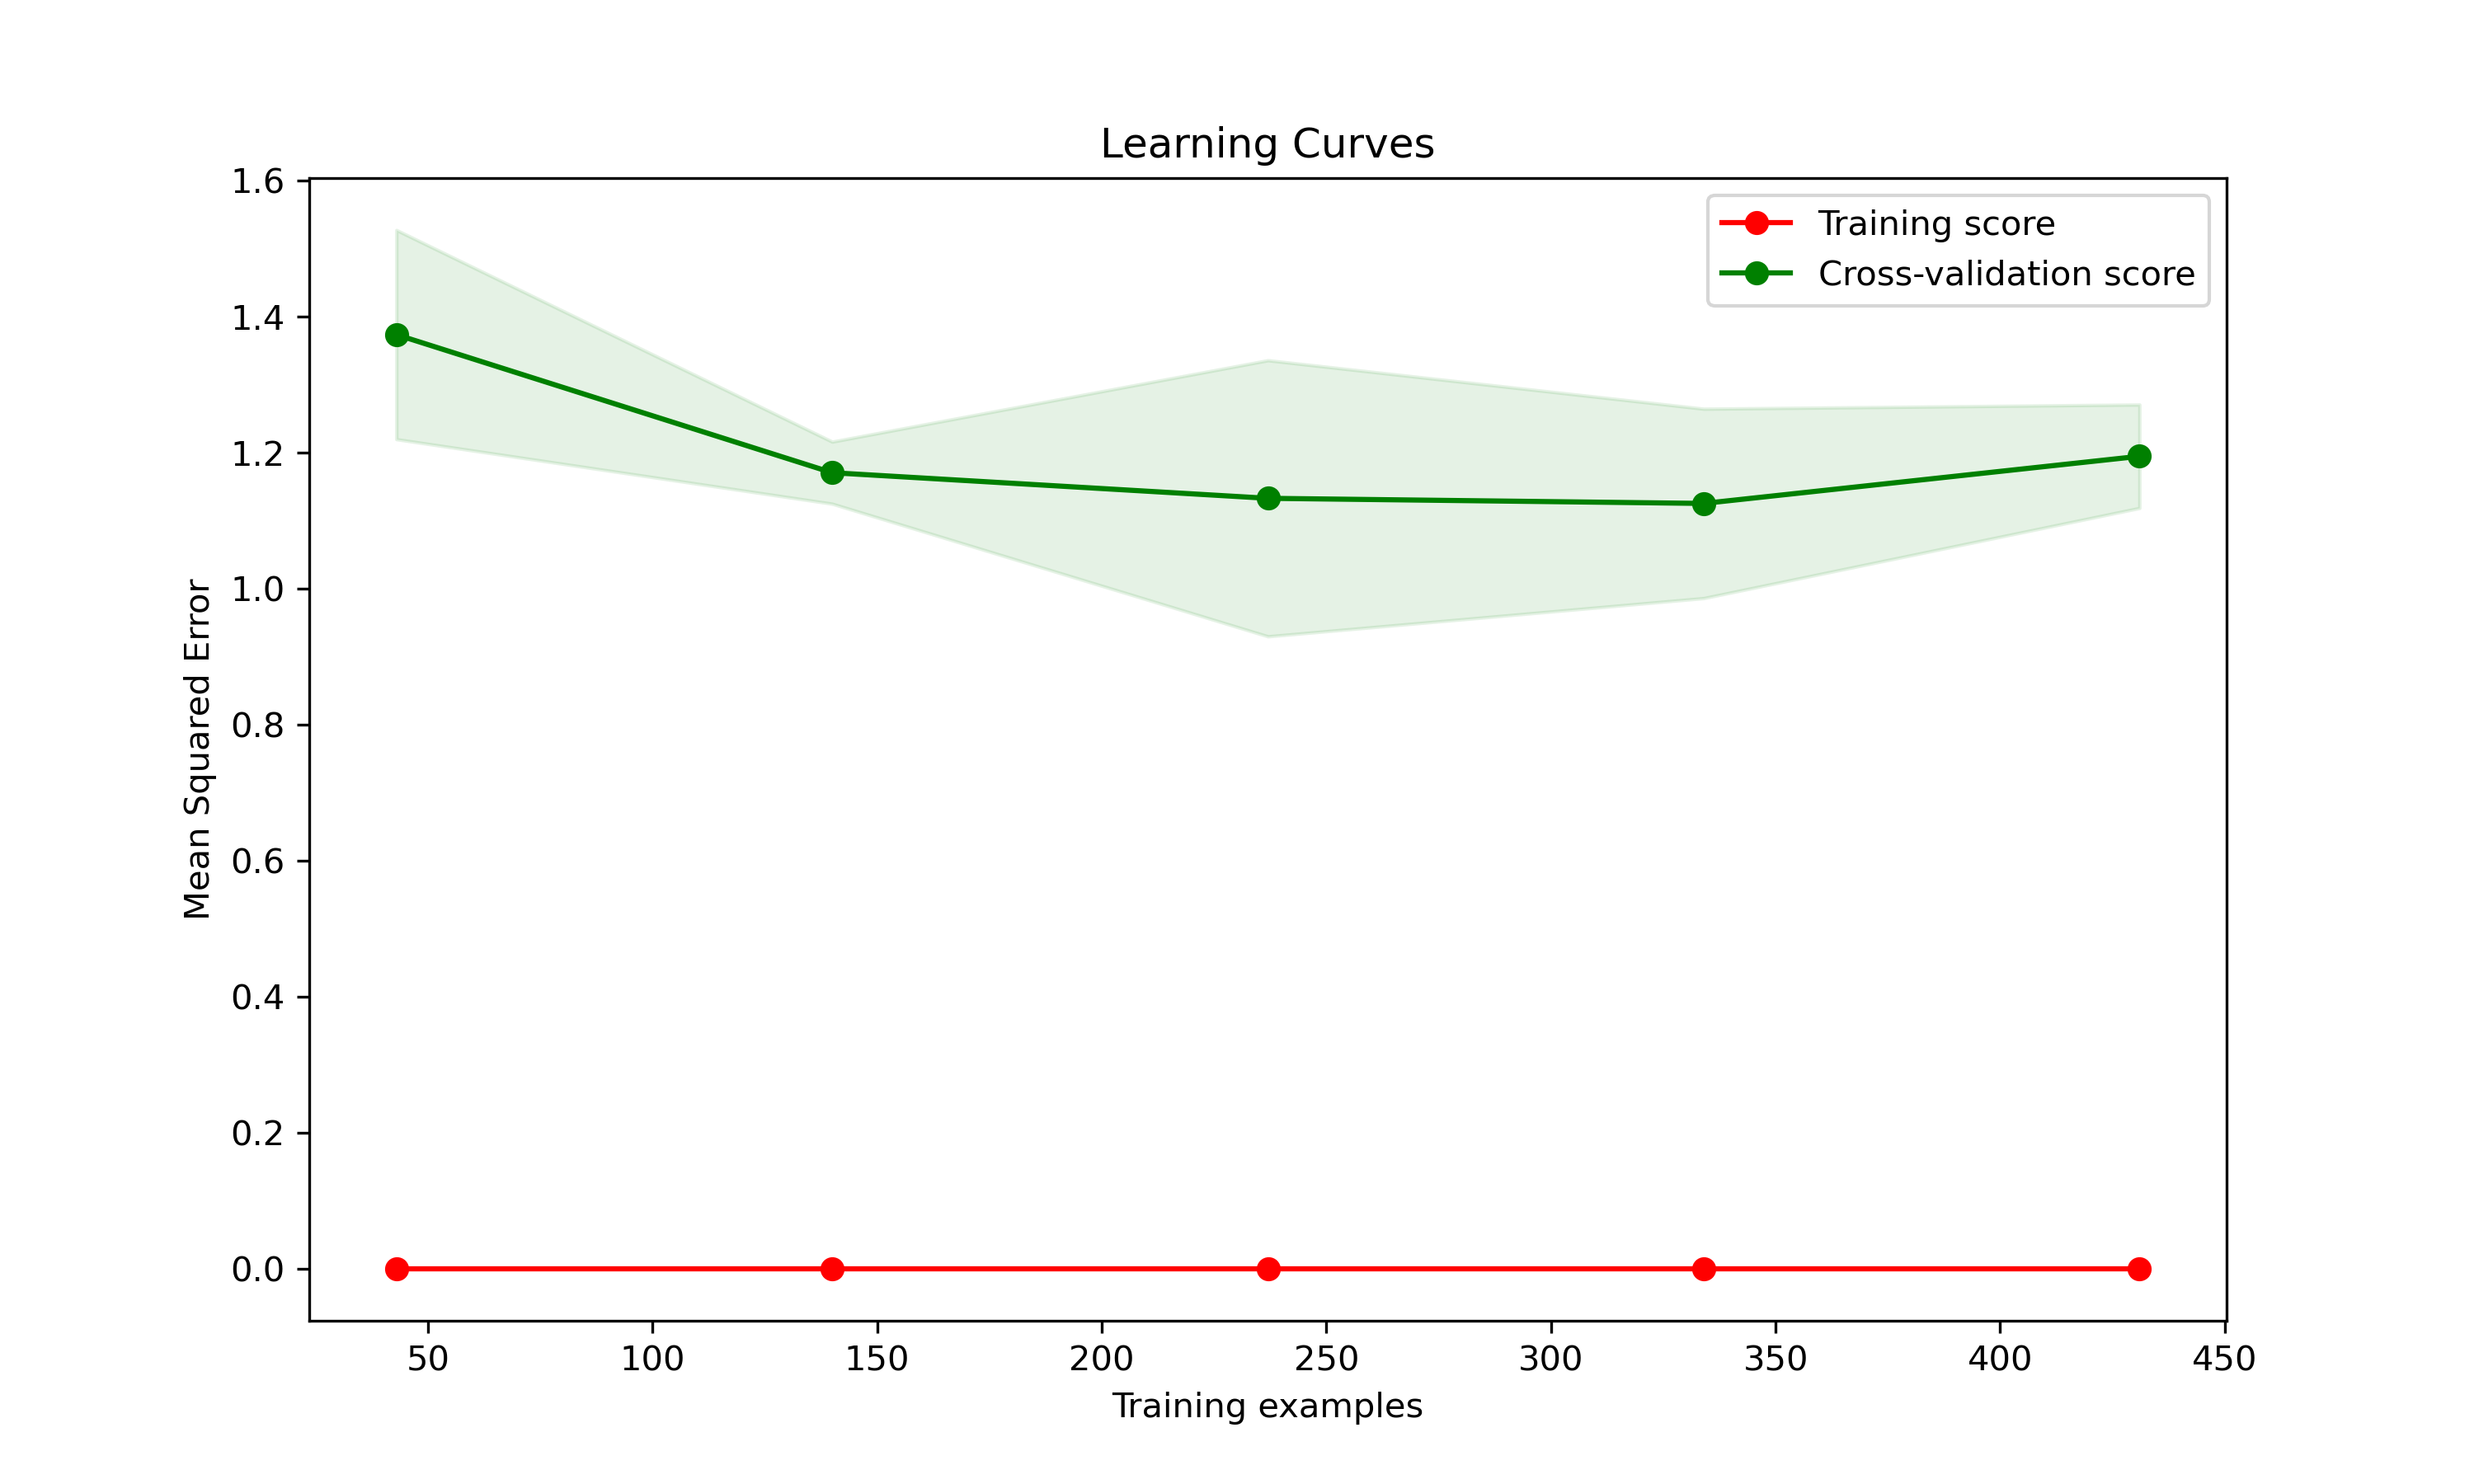 Learning Curves
1.6
1.4
1.2
1.0
0.8
0.6
0.4
0.2
0.0
Mean Squared Error
Training score
Cross-validation score
50 100 150 200 250 300 350 400 450
Training examples